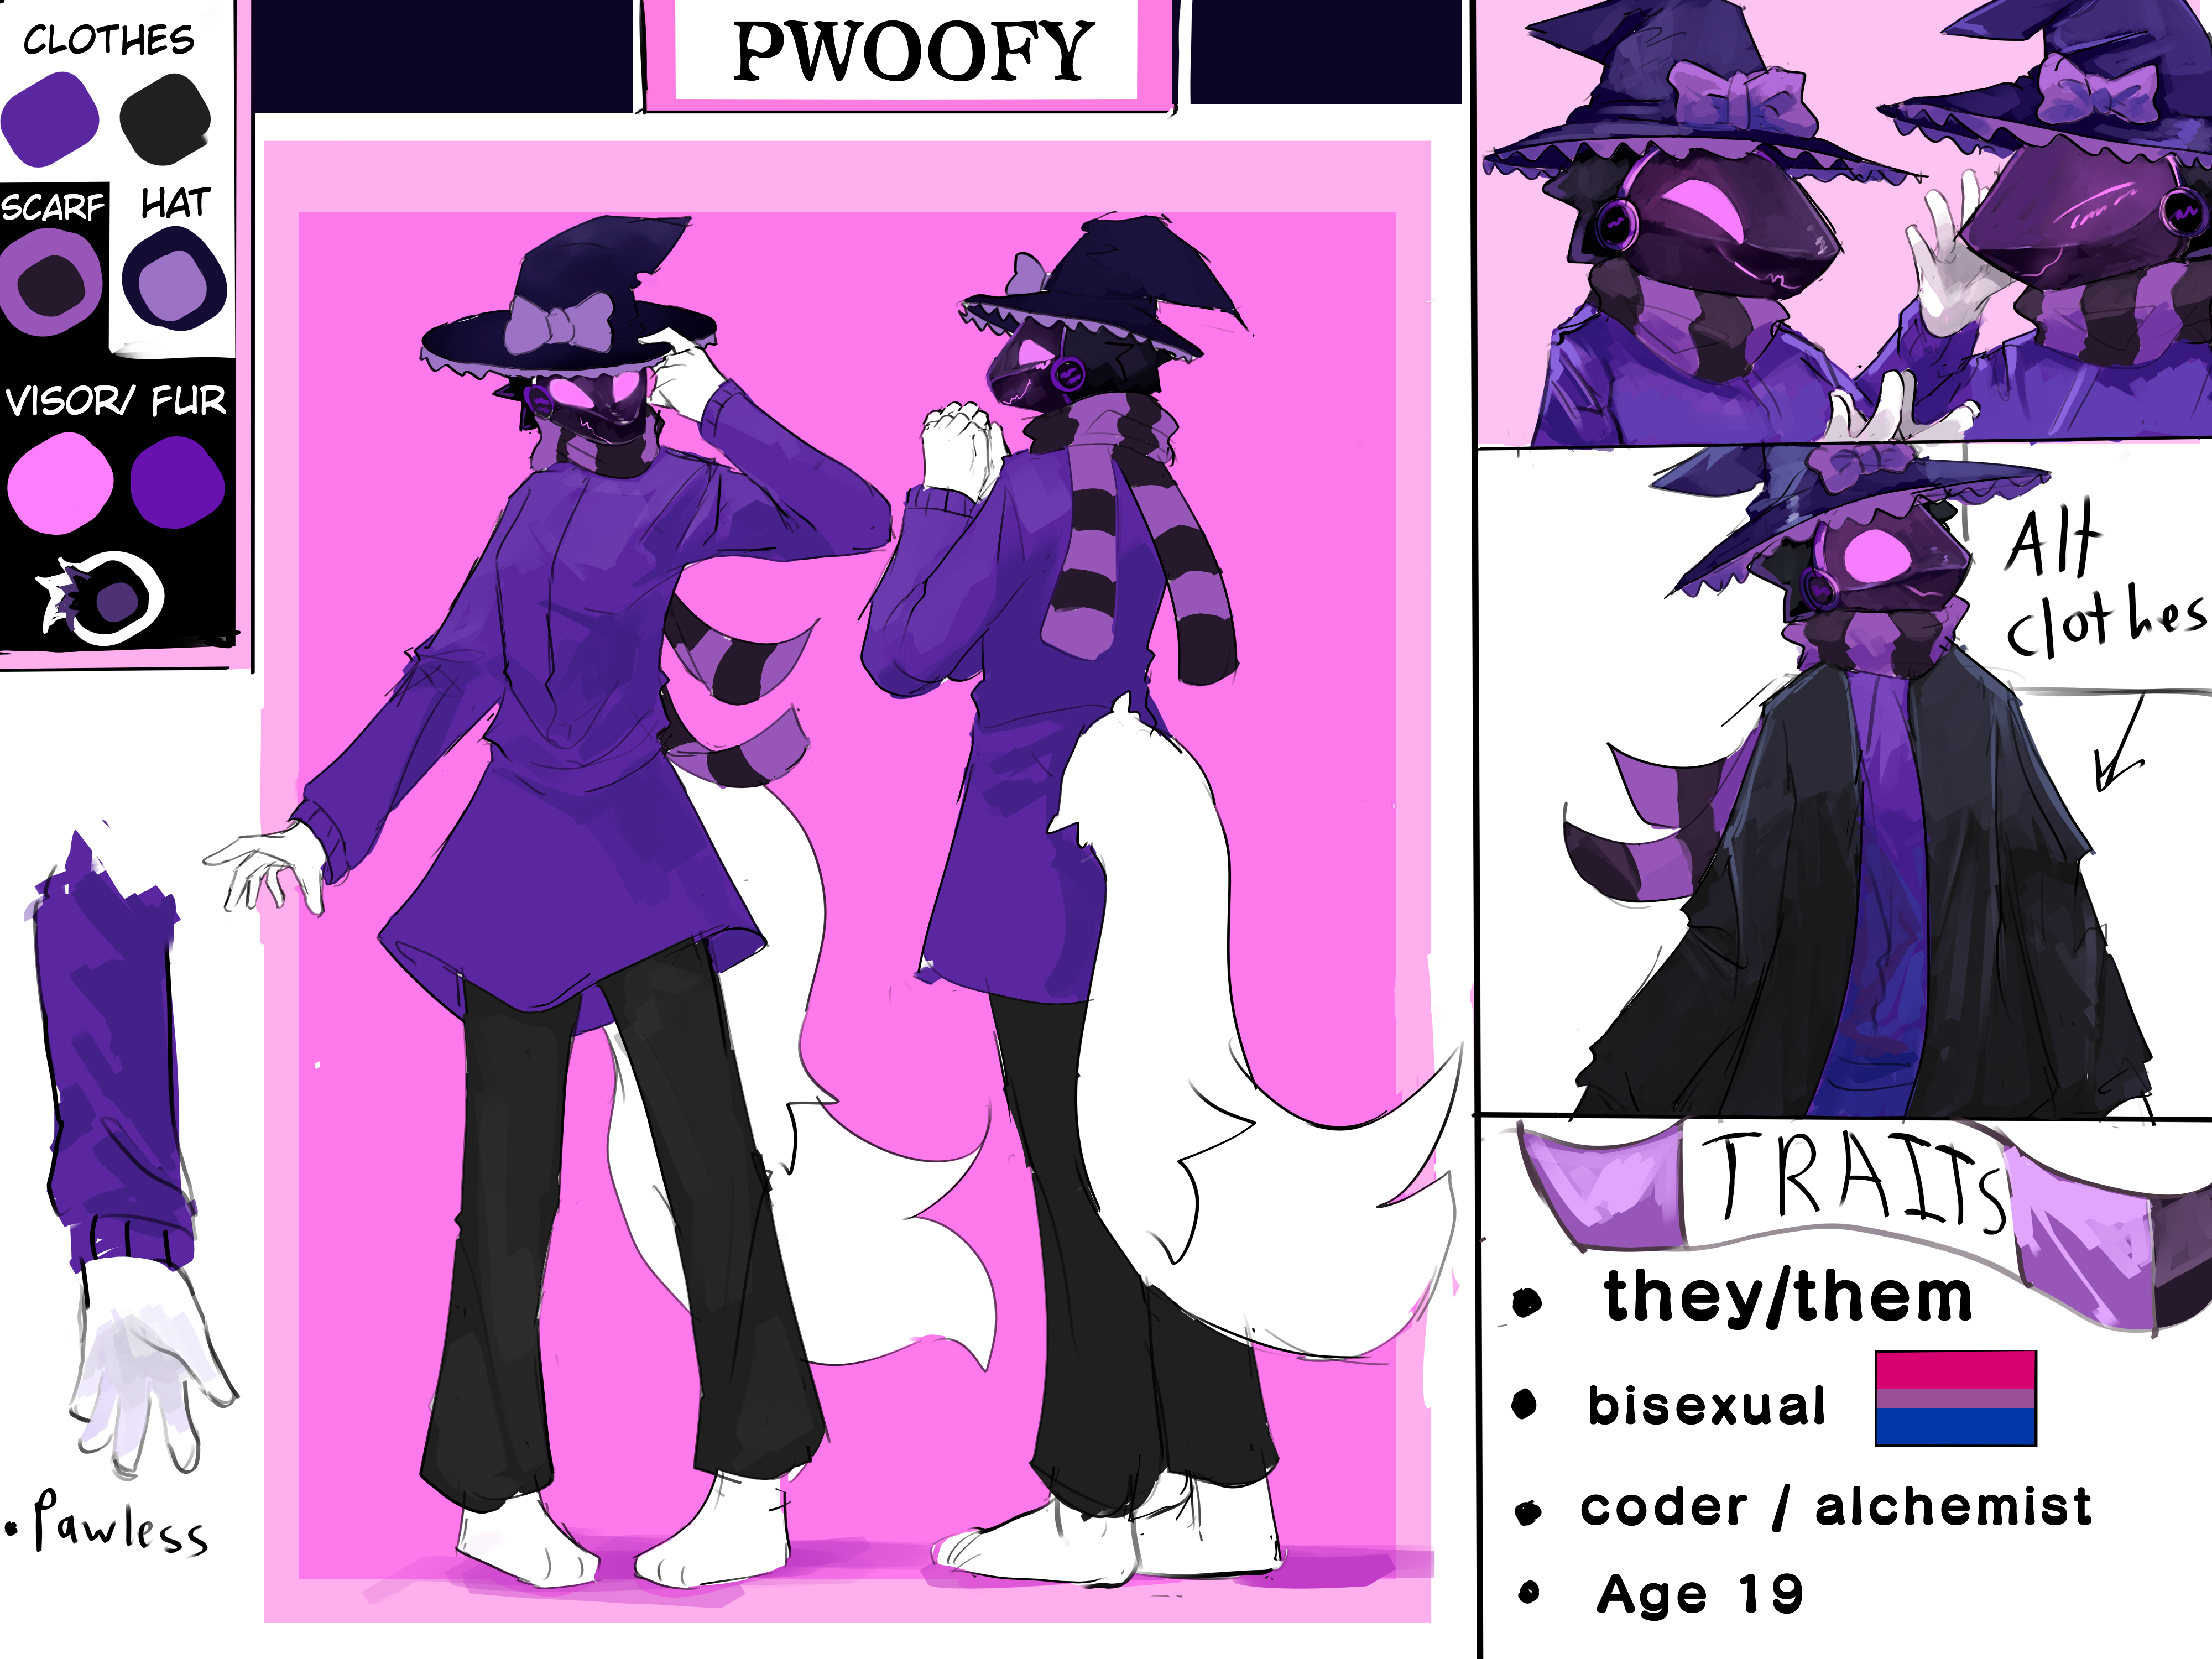 PWOOFY
CLOTHES
SCARF
HAT
VISOR/ FUR
• Pawless
Alt
clothes
TRAITS
• they/them
• bisexual
• coder / alchemist
• Age 19